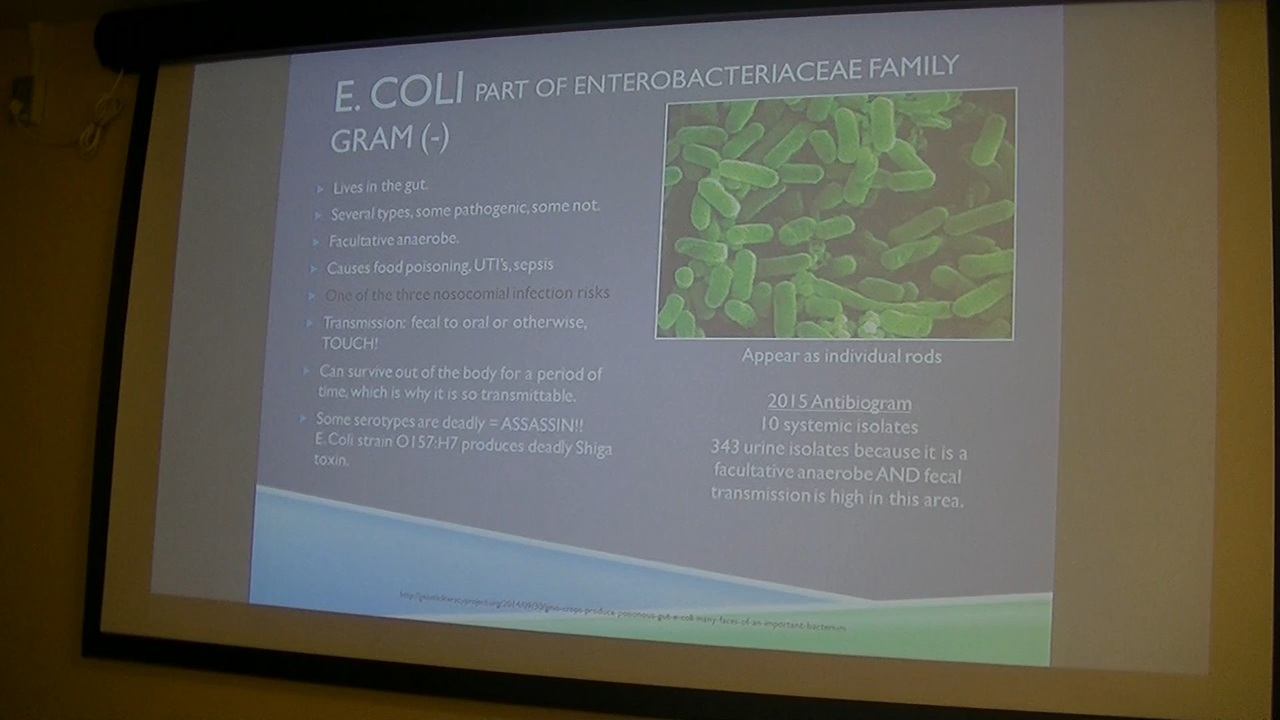 E. COLI PART OF ENTEROBACTERIACEAE FAMILY
GRAM (-)
Lives in the gut.
Several types, some pathogenic, some not.
Facultative anaerobe.
Causes food poisoning, UTI's, sepsis
One of the three nosocomial infection risks
Transmission: fecal to oral or otherwise,
TOUCH!
Can survive out of the body for a period of
time, which is why it is so transmittable.
Some serotypes are deadly = ASSASSIN!!
E. Coli strain O157:H7 produces deadly Shiga
toxin.
Appear as individual rods
2015 Antibiogram
10 systemic isolates
343 urine isolates because it is a
facultative anaerobe AND fecal
transmission is high in this area.